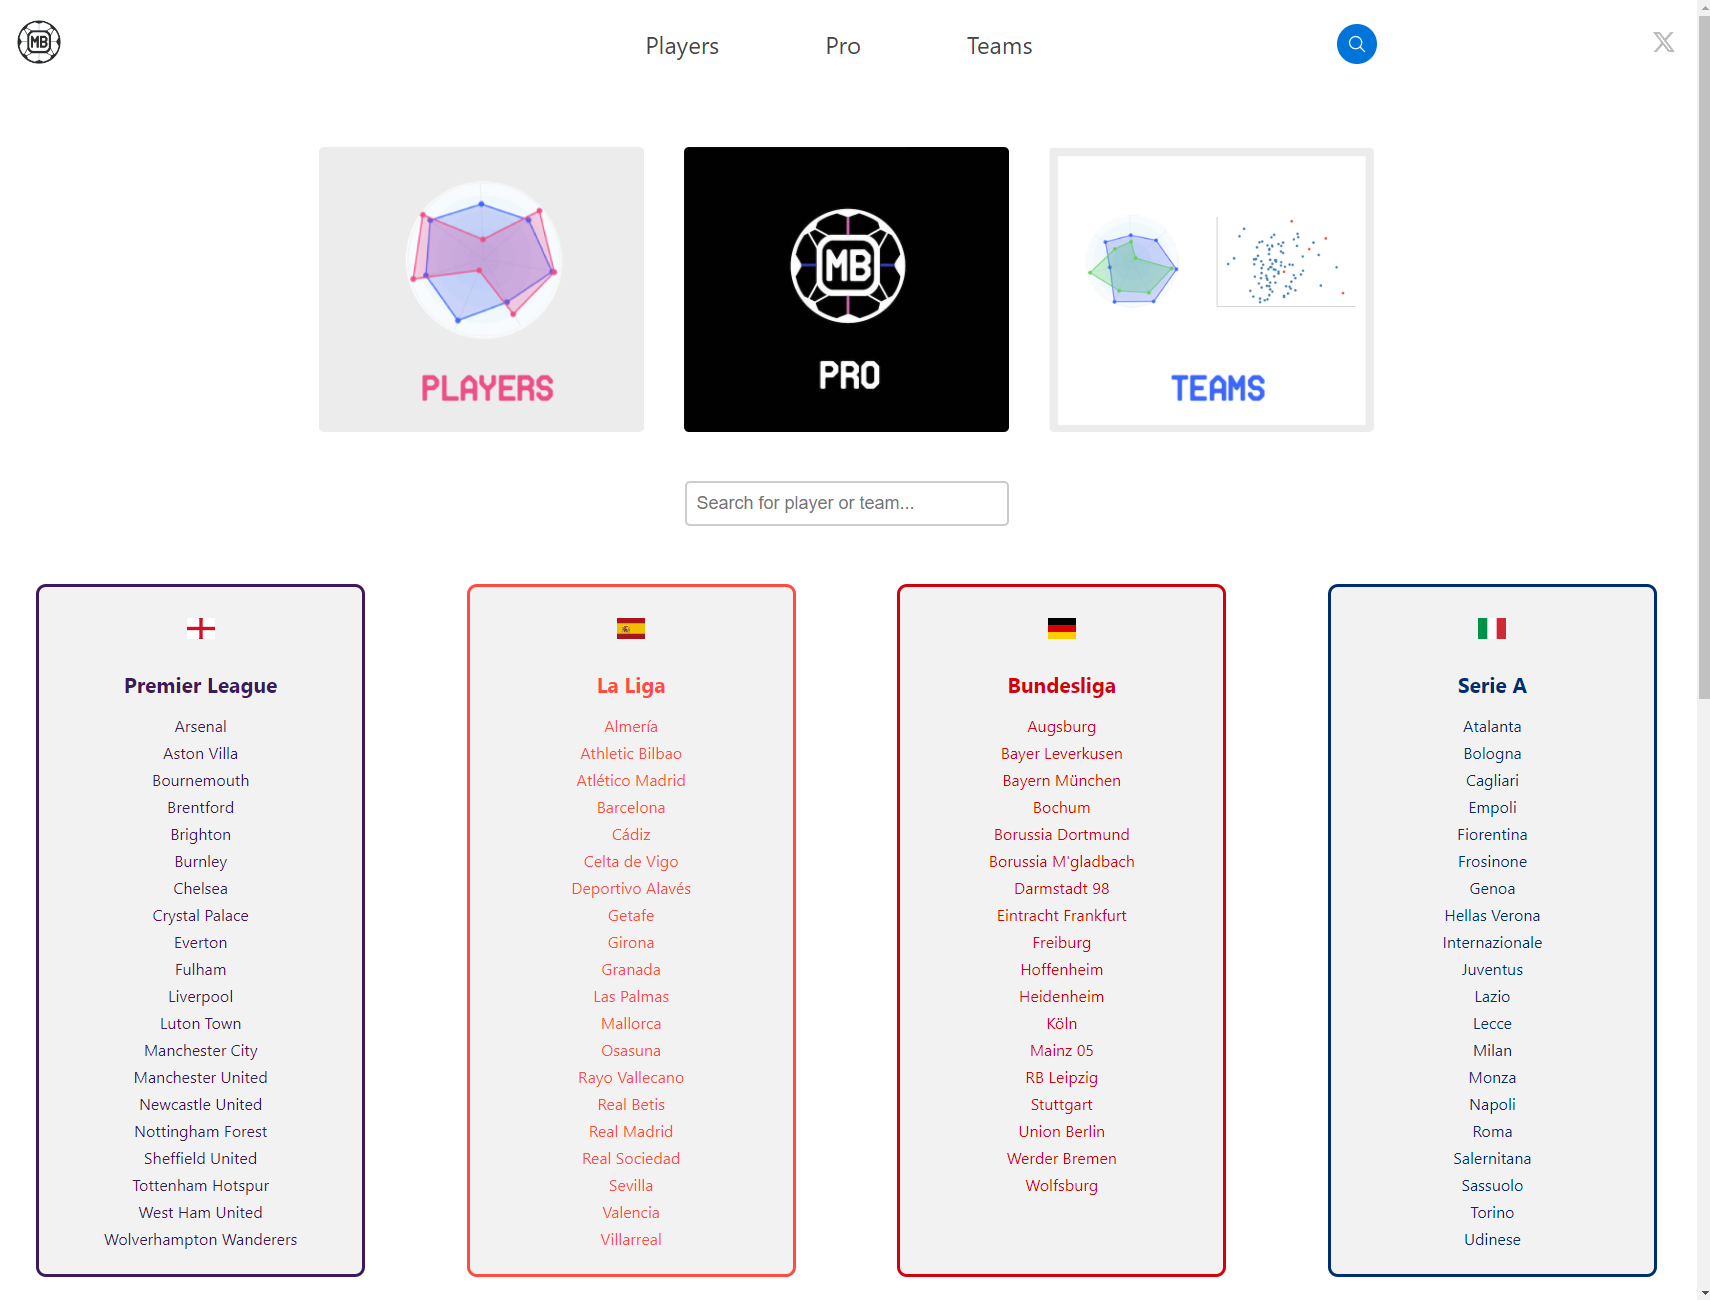 MB
Players
Pro
Teams
PLAYERS
MB
PRO
TEAMS
Search for player or team...
Premier League
Arsenal
Aston Villa
Bournemouth
Brentford
Brighton
Burnley
Chelsea
Crystal Palace
Everton
Fulham
Liverpool
Luton Town
Manchester City
Manchester United
Newcastle United
Nottingham Forest
Sheffield United
Tottenham Hotspur
West Ham United
Wolverhampton Wanderers
La Liga
Almería
Athletic Bilbao
Atlético Madrid
Barcelona
Cádiz
Celta de Vigo
Deportivo Alavés
Getafe
Girona
Granada
Las Palmas
Mallorca
Osasuna
Rayo Vallecano
Real Betis
Real Madrid
Real Sociedad
Sevilla
Valencia
Villarreal
Bundesliga
Augsburg
Bayer Leverkusen
Bayern München
Bochum
Borussia Dortmund
Borussia M'gladbach
Darmstadt 98
Eintracht Frankfurt
Freiburg
Hoffenheim
Heidenheim
Köln
Mainz 05
RB Leipzig
Stuttgart
Union Berlin
Werder Bremen
Wolfsburg
Serie A
Atalanta
Bologna
Cagliari
Empoli
Fiorentina
Frosinone
Genoa
Hellas Verona
Internazionale
Juventus
Lazio
Lecce
Milan
Monza
Napoli
Roma
Salernitana
Sassuolo
Torino
Udinese